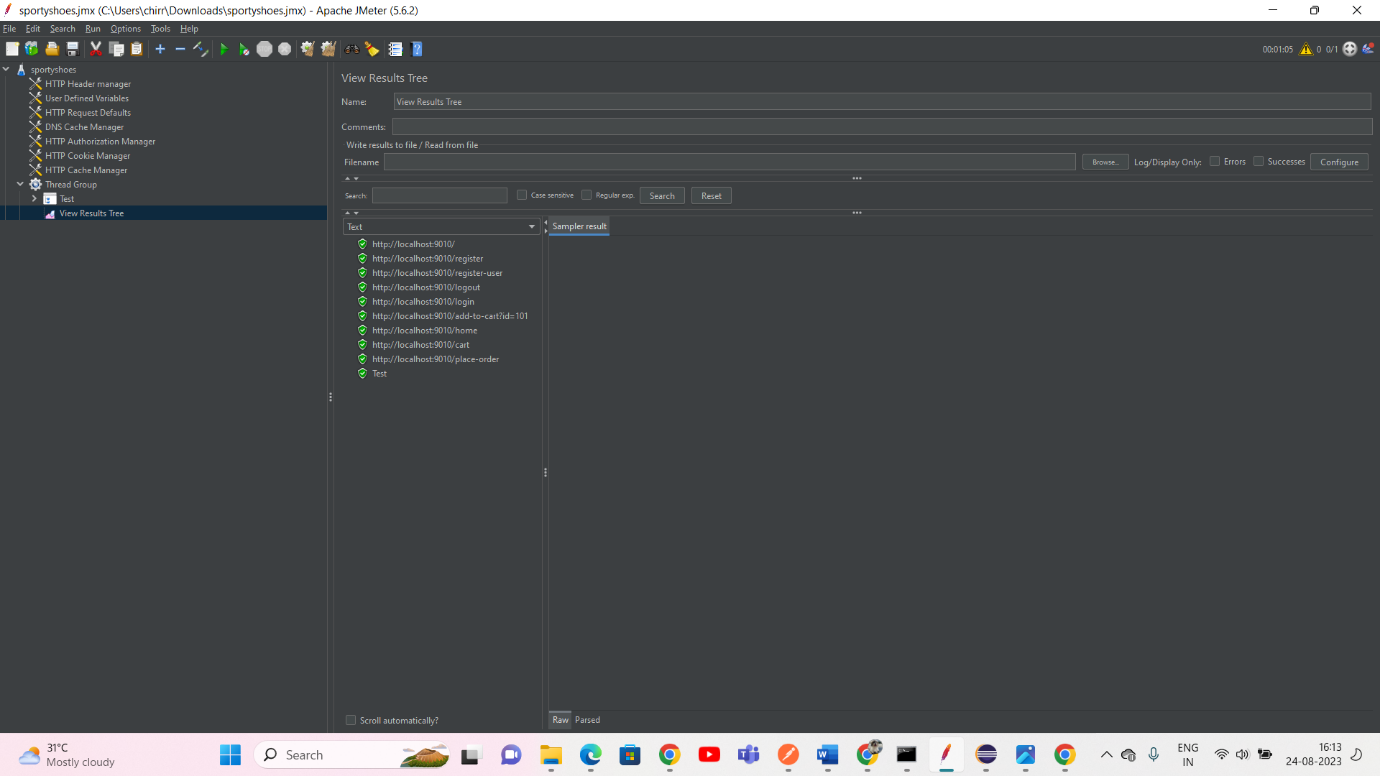 sportyshoes.jmx (C:\Users\chirr\Downloads\sportyshoes.jmx) - Apache JMeter (5.6.2)
File Edit Search Run Options Tools Help
00:01:05 0 0/1
sportyshoes
HTTP Header manager
User Defined Variables
HTTP Request Defaults
DNS Cache Manager
HTTP Authorization Manager
HTTP Cookie Manager
HTTP Cache Manager
Thread Group
Test
View Results Tree
View Results Tree
Name: View Results Tree
Comments:
Write results to file / Read from file
Filename Browse... Log/Display Only: Errors Successes Configure
Search: Case sensitive Regular exp. Search Reset
Text
http://localhost:9010/
http://localhost:9010/register
http://localhost:9010/register-user
http://localhost:9010/logout
http://localhost:9010/login
http://localhost:9010/add-to-cart?id=101
http://localhost:9010/home
http://localhost:9010/cart
http://localhost:9010/place-order
Test
Scroll automatically?
Sampler result
Raw Parsed
31°C
Mostly cloudy
Search
ENG
IN
16:13
24-08-2023